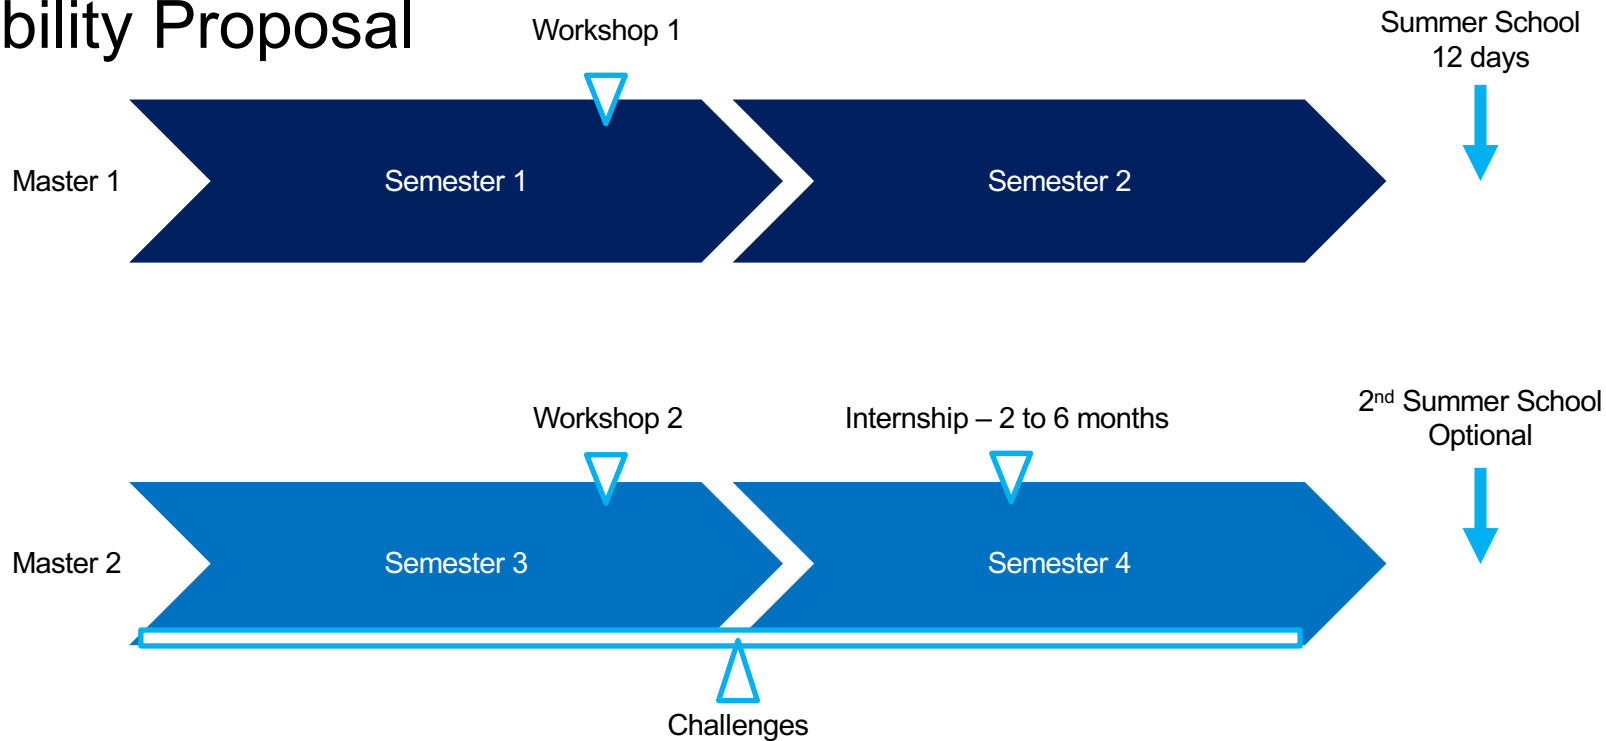 bility Proposal
Workshop 1
Summer School
12 days
Master 1
Semester 1
Semester 2
Workshop 2
Internship – 2 to 6 months
2nd Summer School
Optional
Master 2
Semester 3
Semester 4
Challenges